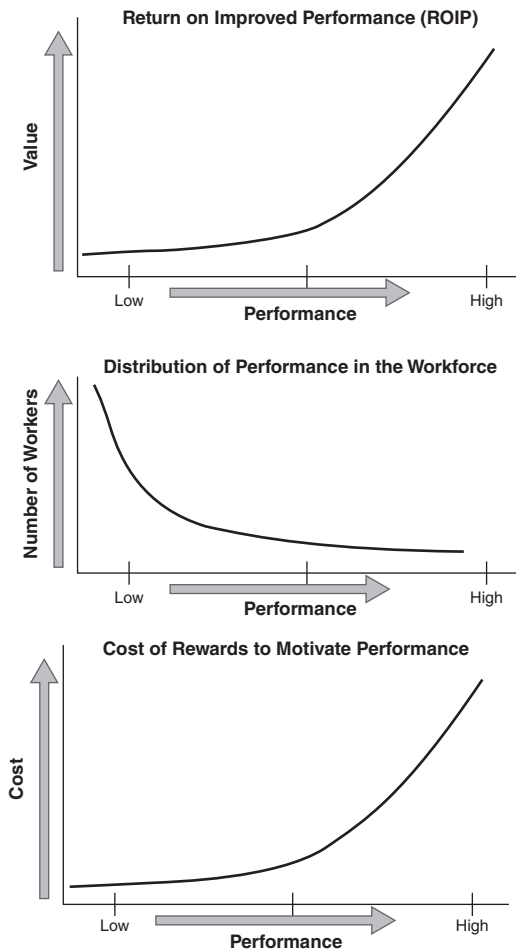 Return on Improved Performance (ROIP)
Value
Low
High
Performance
Distribution of Performance in the Workforce
Number of Workers
Low
High
Performance
Cost of Rewards to Motivate Performance
Cost
Low
High
Performance